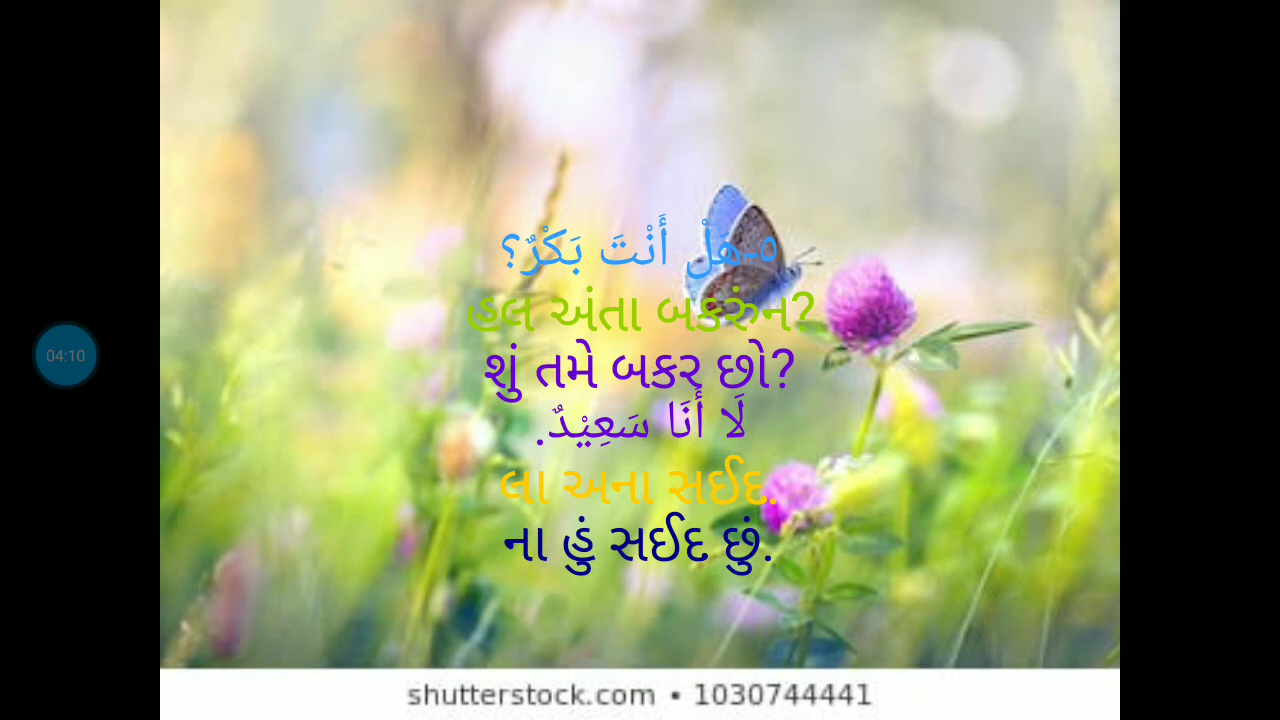 ٥-هَلْ أَنْتَ بَكْرٌ؟
હલ અંતા બકરુંન?
શું તમે બકર છો?
لَا أَنَا سَعِيْدٌ.
લા અના સઈદ.
ના હું સઈદ છું.
04:10
shutterstock.com • 1030744441